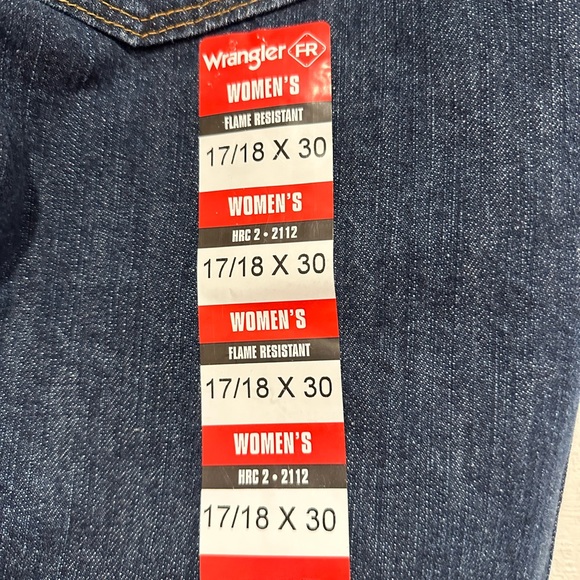 Wrangler FR
WOMEN'S
FLAME RESISTANT
17/18 X 30
WOMEN'S
HRC 2 • 2112
17/18 X 30
WOMEN'S
FLAME RESISTANT
17/18 X 30
WOMEN'S
HRC 2 • 2112
17/18 X 30